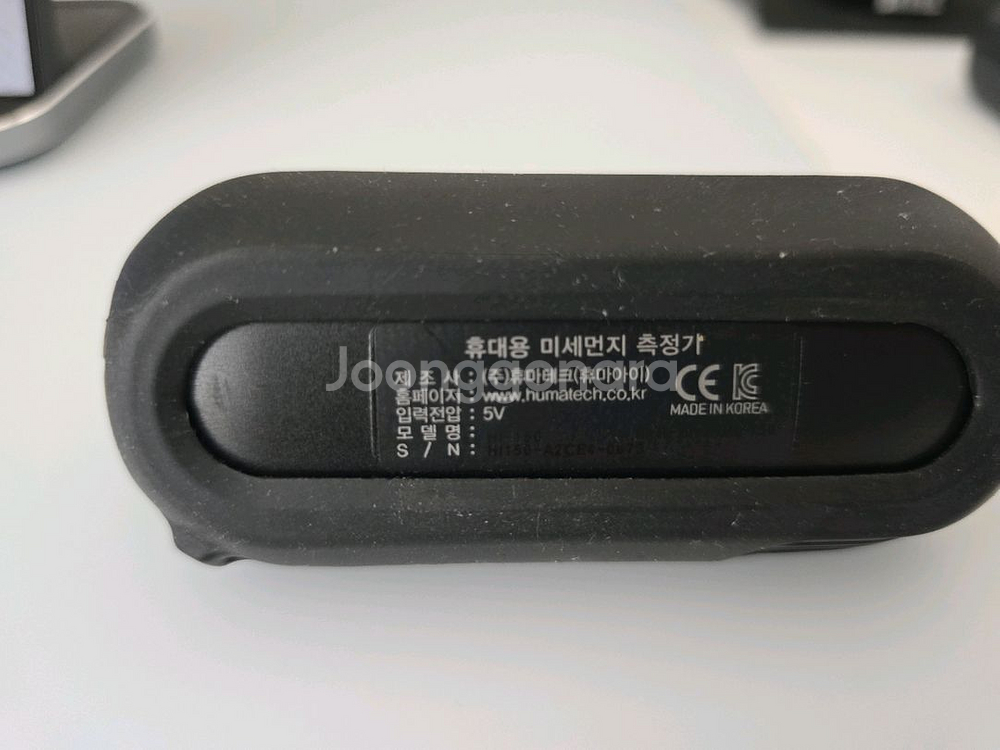 휴대용 미세먼지 측정기
제 조 사 : (주)휴마테크(휴마아이)
홈페이지 : www.humatech.co.kr
입력전압 : 5V
모 델 명 :
S / N :
CE
MADE IN KOREA
Joonggonara